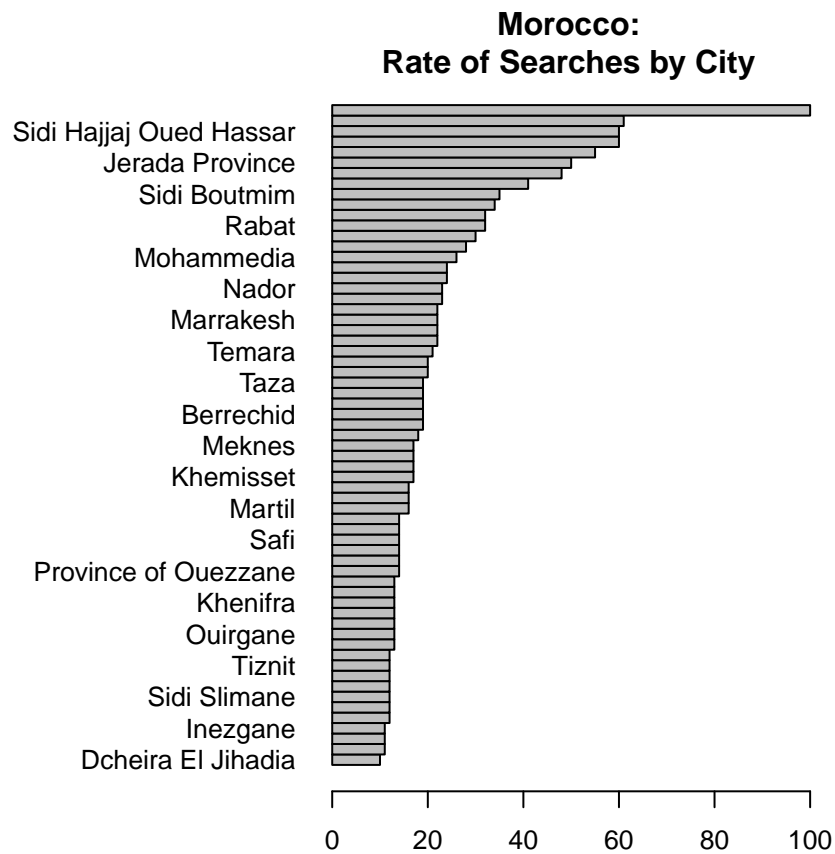 Morocco:
Rate of Searches by City
Sidi Hajjaj Oued Hassar
Jerada Province
Sidi Boutmim
Rabat
Mohammedia
Nador
Marrakesh
Temara
Taza
Berrechid
Meknes
Khemisset
Martil
Safi
Province of Ouezzane
Khenifra
Ouirgane
Tiznit
Sidi Slimane
Inezgane
Dcheira El Jihadia
0 20 40 60 80 100